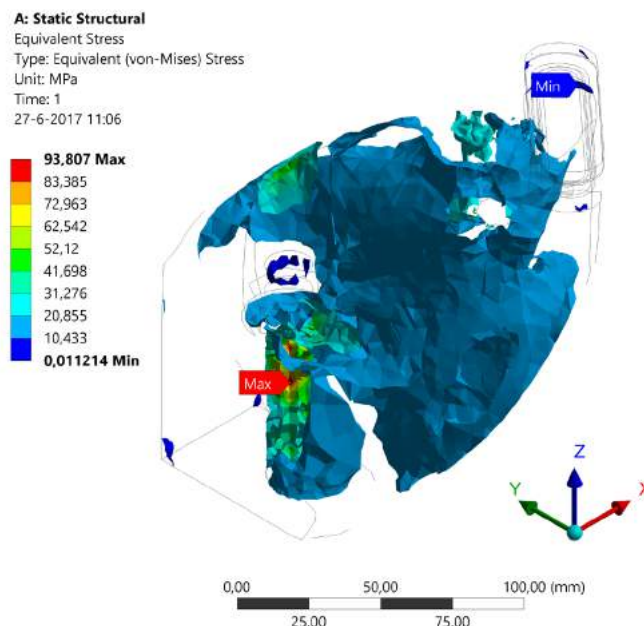 A: Static Structural
Equivalent Stress
Type: Equivalent (von-Mises) Stress
Unit: MPa
Time: 1
27-6-2017 11:06
93,807 Max
83,385
72,963
62,542
52,12
41,698
31,276
20,855
10,433
0,011214 Min
Min
Max
Z
Y
X
0,00 50,00 100,00 (mm)
25,00 75,00